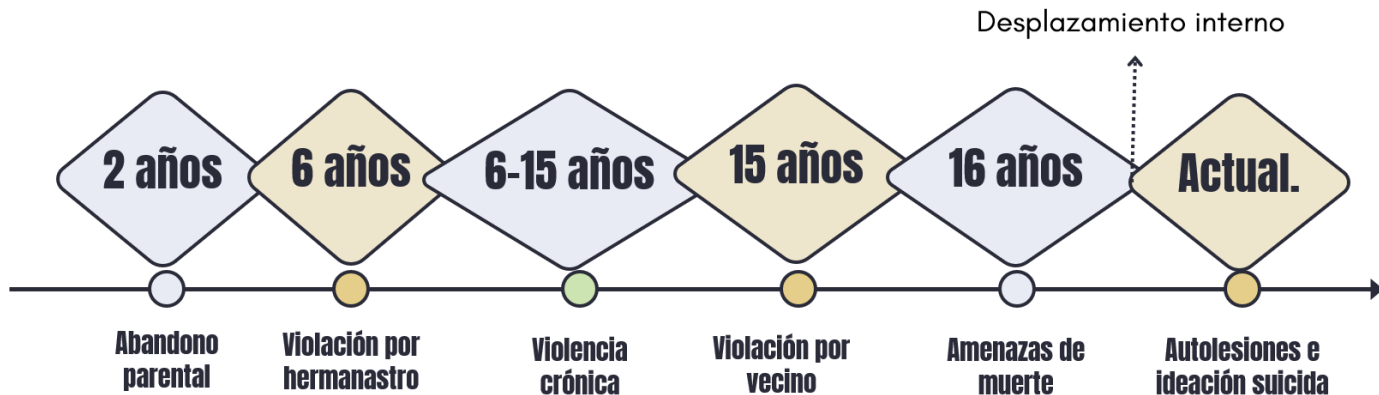 Desplazamiento interno
2 años
6 años
6-15 años
15 años
16 años
Actual.
Abandono
parental
Violación por
hermanastro
Violencia
crónica
Violación por
vecino
Amenazas de
muerte
Autolesiones e
ideación suicida